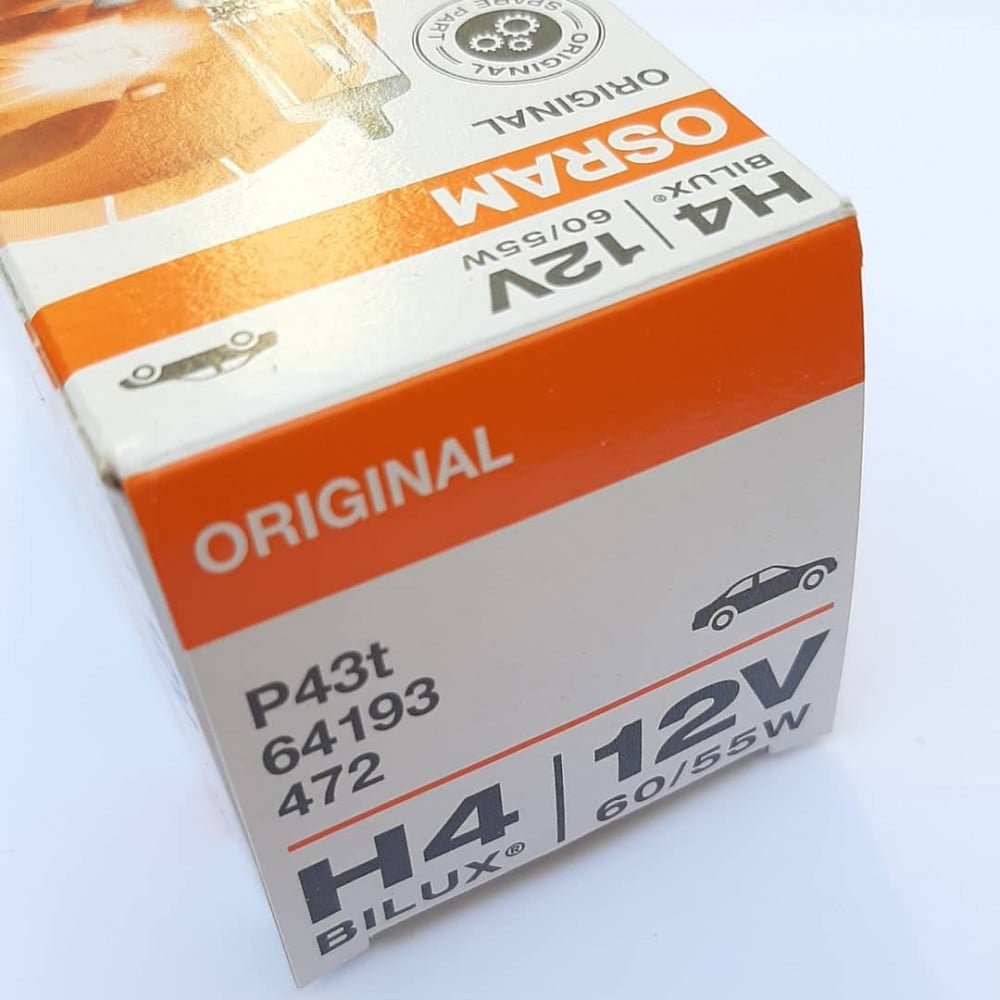 ORIGINAL
SPARE PART
ORIGINAL
OSRAM
H4 | 12V
BILUX® 60/55W
ORIGINAL
P43t
64193
472
H4 | 12V
BILUX® 60/55W